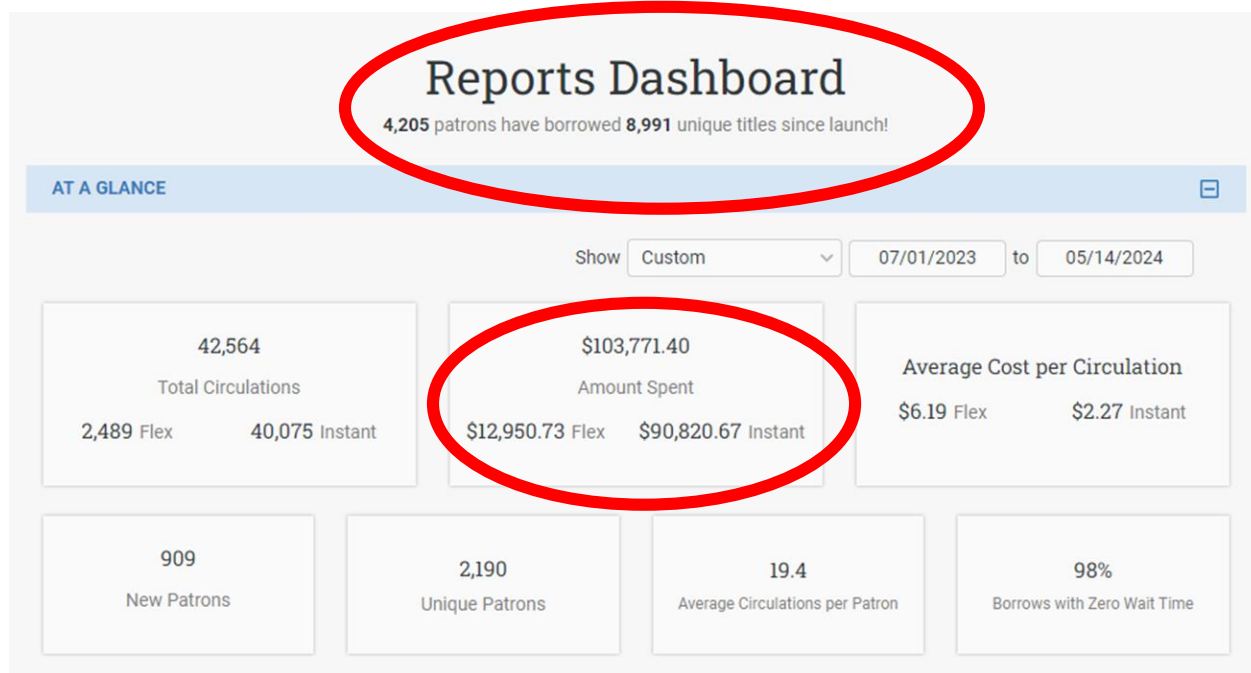 Reports Dashboard
4,205 patrons have borrowed 8,991 unique titles since launch!
AT A GLANCE
Show Custom 07/01/2023 to 05/14/2024
42,564
Total Circulations
2,489 Flex 40,075 Instant
$103,771.40
Amount Spent
$12,950.73 Flex $90,820.67 Instant
Average Cost per Circulation
$6.19 Flex $2.27 Instant
909
New Patrons
2,190
Unique Patrons
19.4
Average Circulations per Patron
98%
Borrows with Zero Wait Time